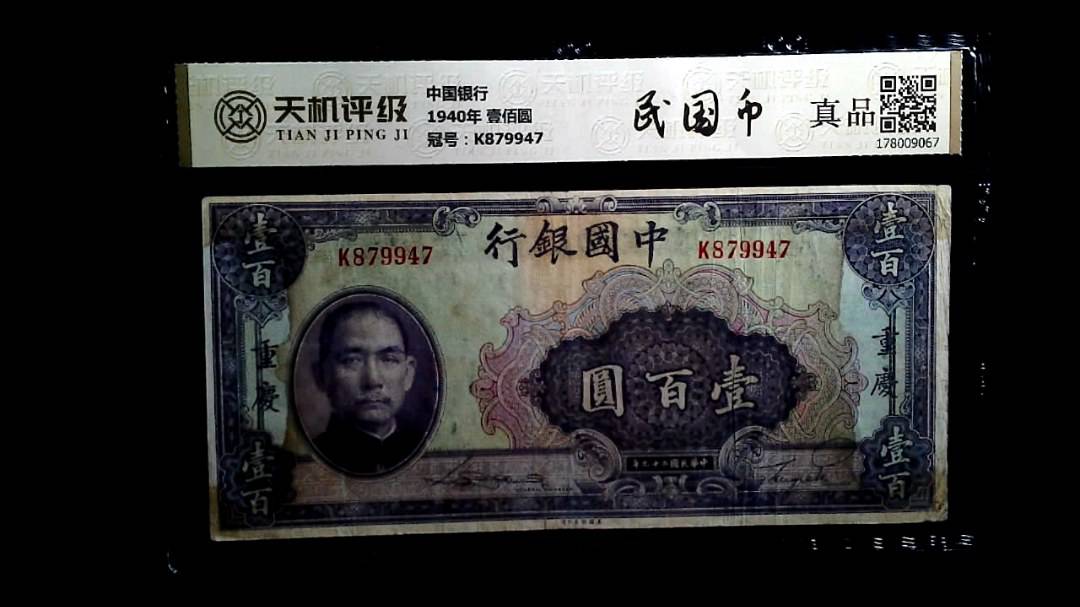 天机评级
TIAN JI PING JI
中国银行
1940年 壹佰圆
冠号：K879947
民国币
真品
178009067
行銀國中
K879947
K879947
壹百
壹百
重慶
重慶
圓百壹
壹百
壹百